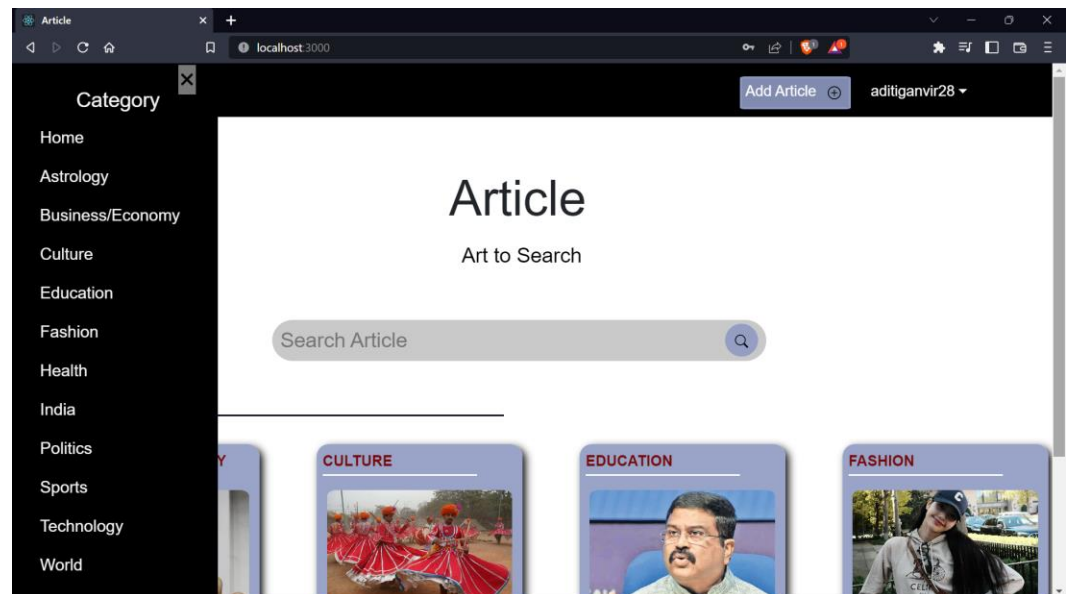 Article
localhost:3000
Category
Add Article
aditiganvir28
Home
Astrology
Business/Economy
Culture
Education
Fashion
Health
India
Politics
Sports
Technology
World
Article
Art to Search
Search Article
Y
CULTURE
EDUCATION
FASHION